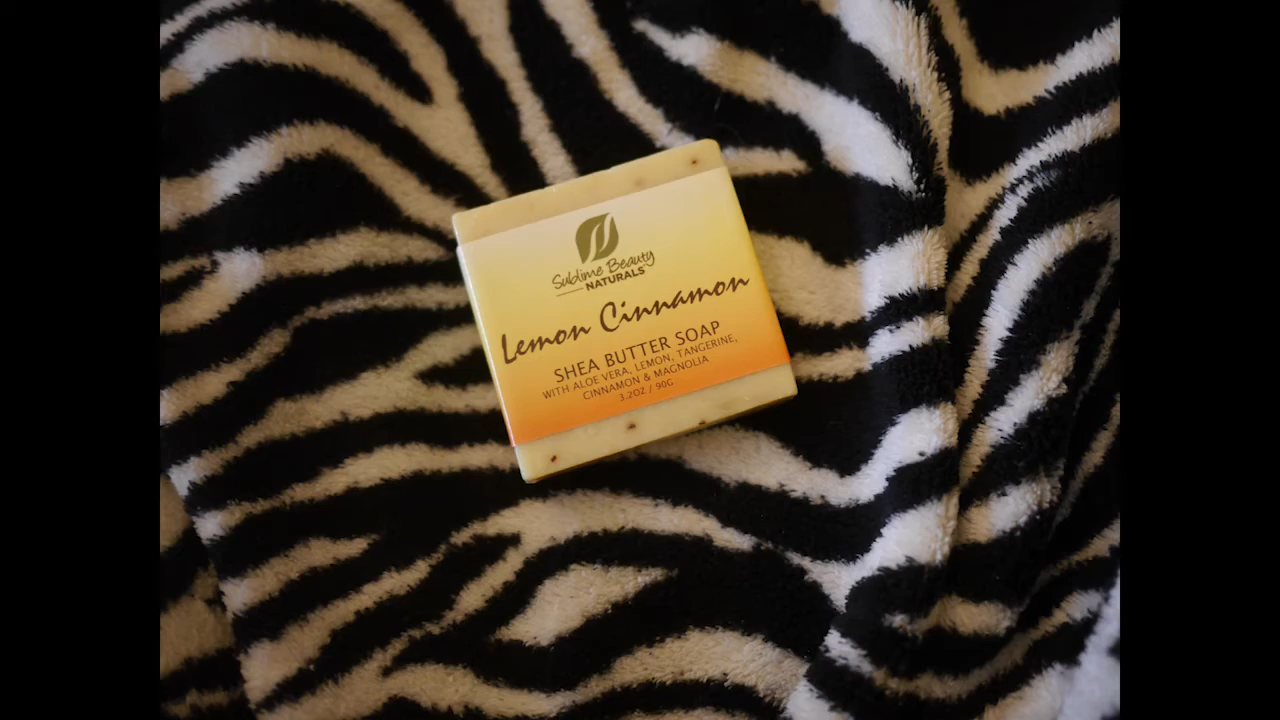 Sublime Beauty
NATURALS
Lemon Cinnamon
SHEA BUTTER SOAP
WITH ALOE VERA, LEMON, TANGERINE,
CINNAMON & MAGNOLIA
3.2OZ / 90G